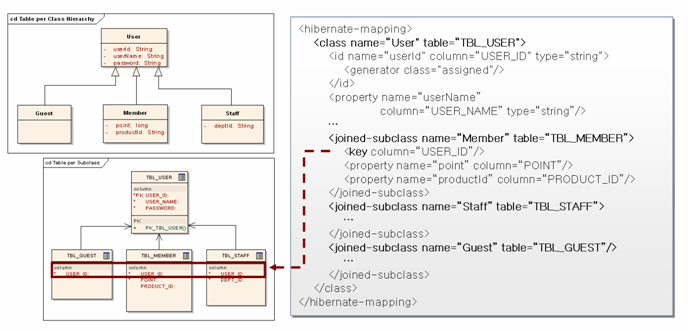 cd Table per Class Hierarchy
User
- userId: String
- userName: String
- password: String
Guest
Member
- point: long
- productId: String
Staff
- deptId: String
cd Table per Subclass
TBL_USER
column
*PK USER_ID:
* USER_NAME:
* PASSWORD:
PK
+ PK_TBL_USER()
TBL_GUEST
column
* USER_ID:
TBL_MEMBER
column
* USER_ID:
POINT:
PRODUCT_ID:
TBL_STAFF
column
* USER_ID:
* DEPT_ID:
<hibernate-mapping>
<class name="User" table="TBL_USER">
<id name="userId" column="USER_ID" type="string">
<generator class="assigned"/>
</id>
<property name="userName"
column="USER_NAME" type="string"/>
...
<joined-subclass name="Member" table="TBL_MEMBER">
<key column="USER_ID"/>
<property name="point" column="POINT"/>
<property name="productId" column="PRODUCT_ID"/>
</joined-subclass>
<joined-subclass name="Staff" table="TBL_STAFF">
...
</joined-subclass>
<joined-subclass name="Guest" table="TBL_GUEST"/>
...
</joined-subclass>
</class>
</hibernate-mapping>